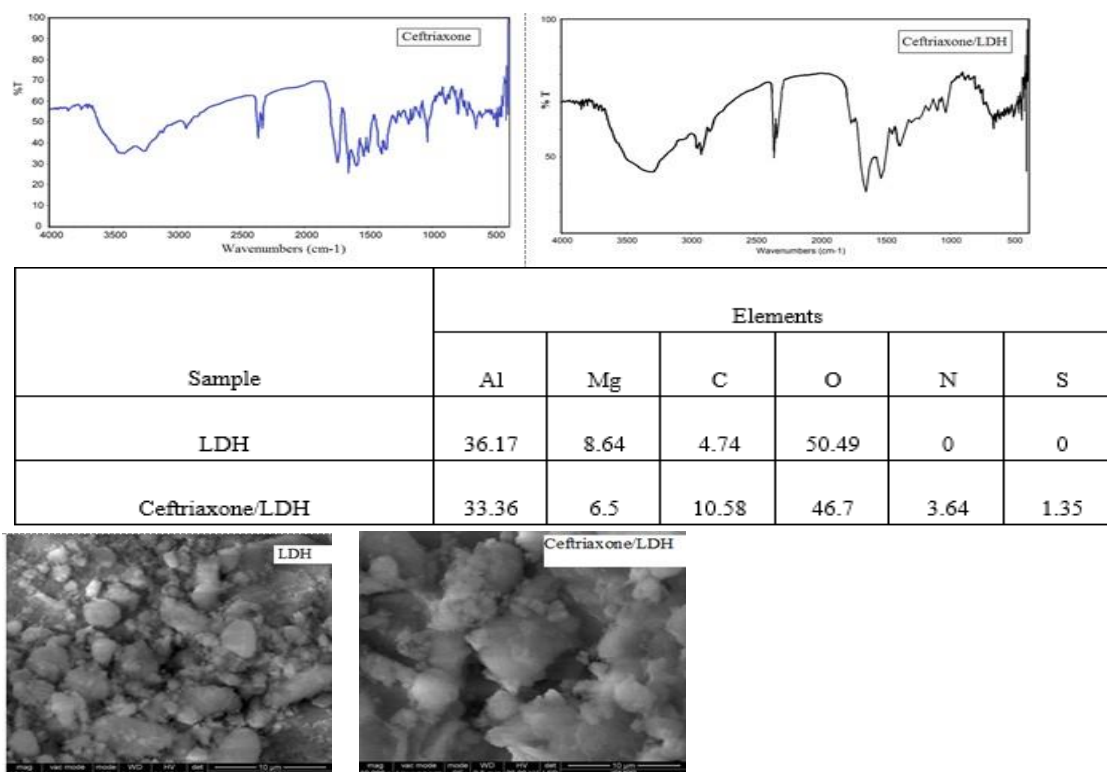 100
90
80
70
60
50
40
30
20
10
0
%T
Ceftriaxone
4000 3500 3000 2500 2000 1500 1000 500
Wavenumbers (cm-1)
100
50
%T
Ceftriaxone/LDH
4000 3500 3000 2500 2000 1500 1000 500
Wavenumbers (cm-1)
Elements
Sample Al Mg C O N S
LDH 36.17 8.64 4.74 50.49 0 0
Ceftriaxone/LDH 33.36 6.5 10.58 46.7 3.64 1.35
LDH
mag vac mode mode WD HV det 10 µm
Ceftriaxone/LDH
mag vac mode mode WD HV det 10 µm